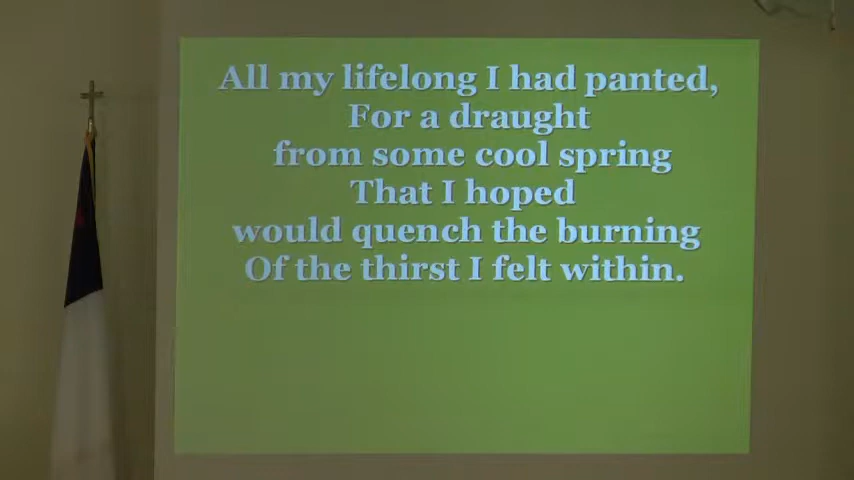 All my lifelong I had panted,
For a draught
from some cool spring
That I hoped
would quench the burning
Of the thirst I felt within.